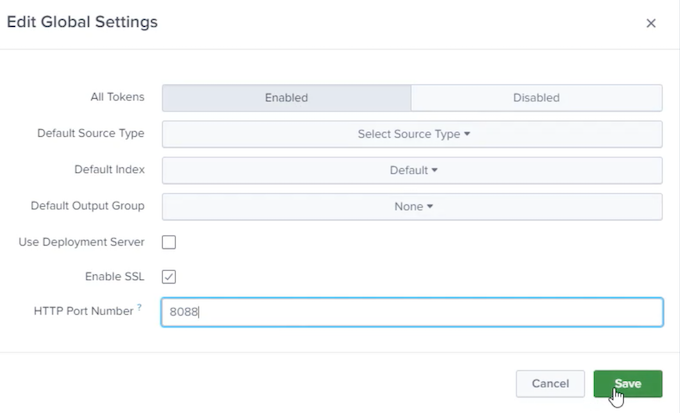 Edit Global Settings
All Tokens Enabled Disabled
Default Source Type Select Source Type
Default Index Default
Default Output Group None
Use Deployment Server
Enable SSL
HTTP Port Number ? 8088
Cancel Save